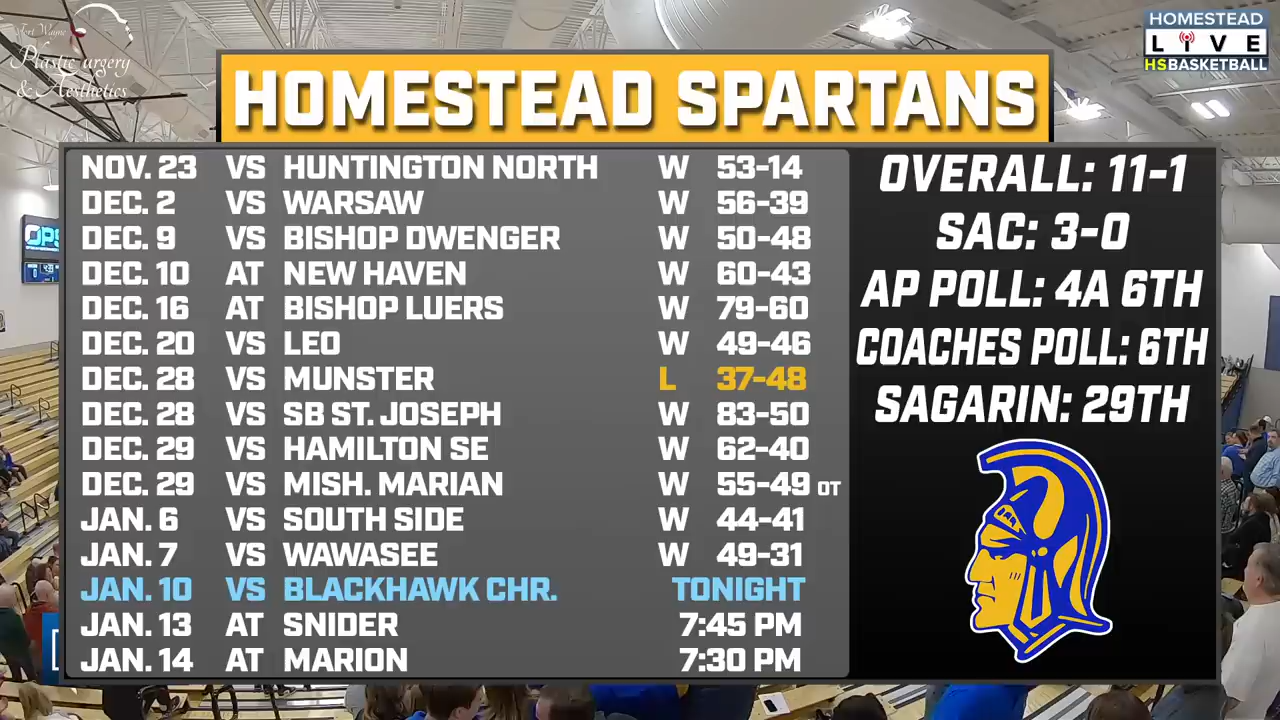 Fort Wayne
Plastic urgery
& Aesthetics
HOMESTEAD
LIVE
HSBASKETBALL
HOMESTEAD SPARTANS
NOV. 23 VS HUNTINGTON NORTH W 53-14
DEC. 2 VS WARSAW W 56-39
DEC. 9 VS BISHOP DWENGER W 50-48
DEC. 10 AT NEW HAVEN W 60-43
DEC. 16 AT BISHOP LUERS W 79-60
DEC. 20 VS LEO W 49-46
DEC. 28 VS MUNSTER L 37-48
DEC. 28 VS SB ST. JOSEPH W 83-50
DEC. 29 VS HAMILTON SE W 62-40
DEC. 29 VS MISH. MARIAN W 55-49 OT
JAN. 6 VS SOUTH SIDE W 44-41
JAN. 7 VS WAWASEE W 49-31
JAN. 10 VS BLACKHAWK CHR. TONIGHT
JAN. 13 AT SNIDER 7:45 PM
JAN. 14 AT MARION 7:30 PM
OVERALL: 11-1
SAC: 3-0
AP POLL: 4A 6TH
COACHES POLL: 6TH
SAGARIN: 29TH